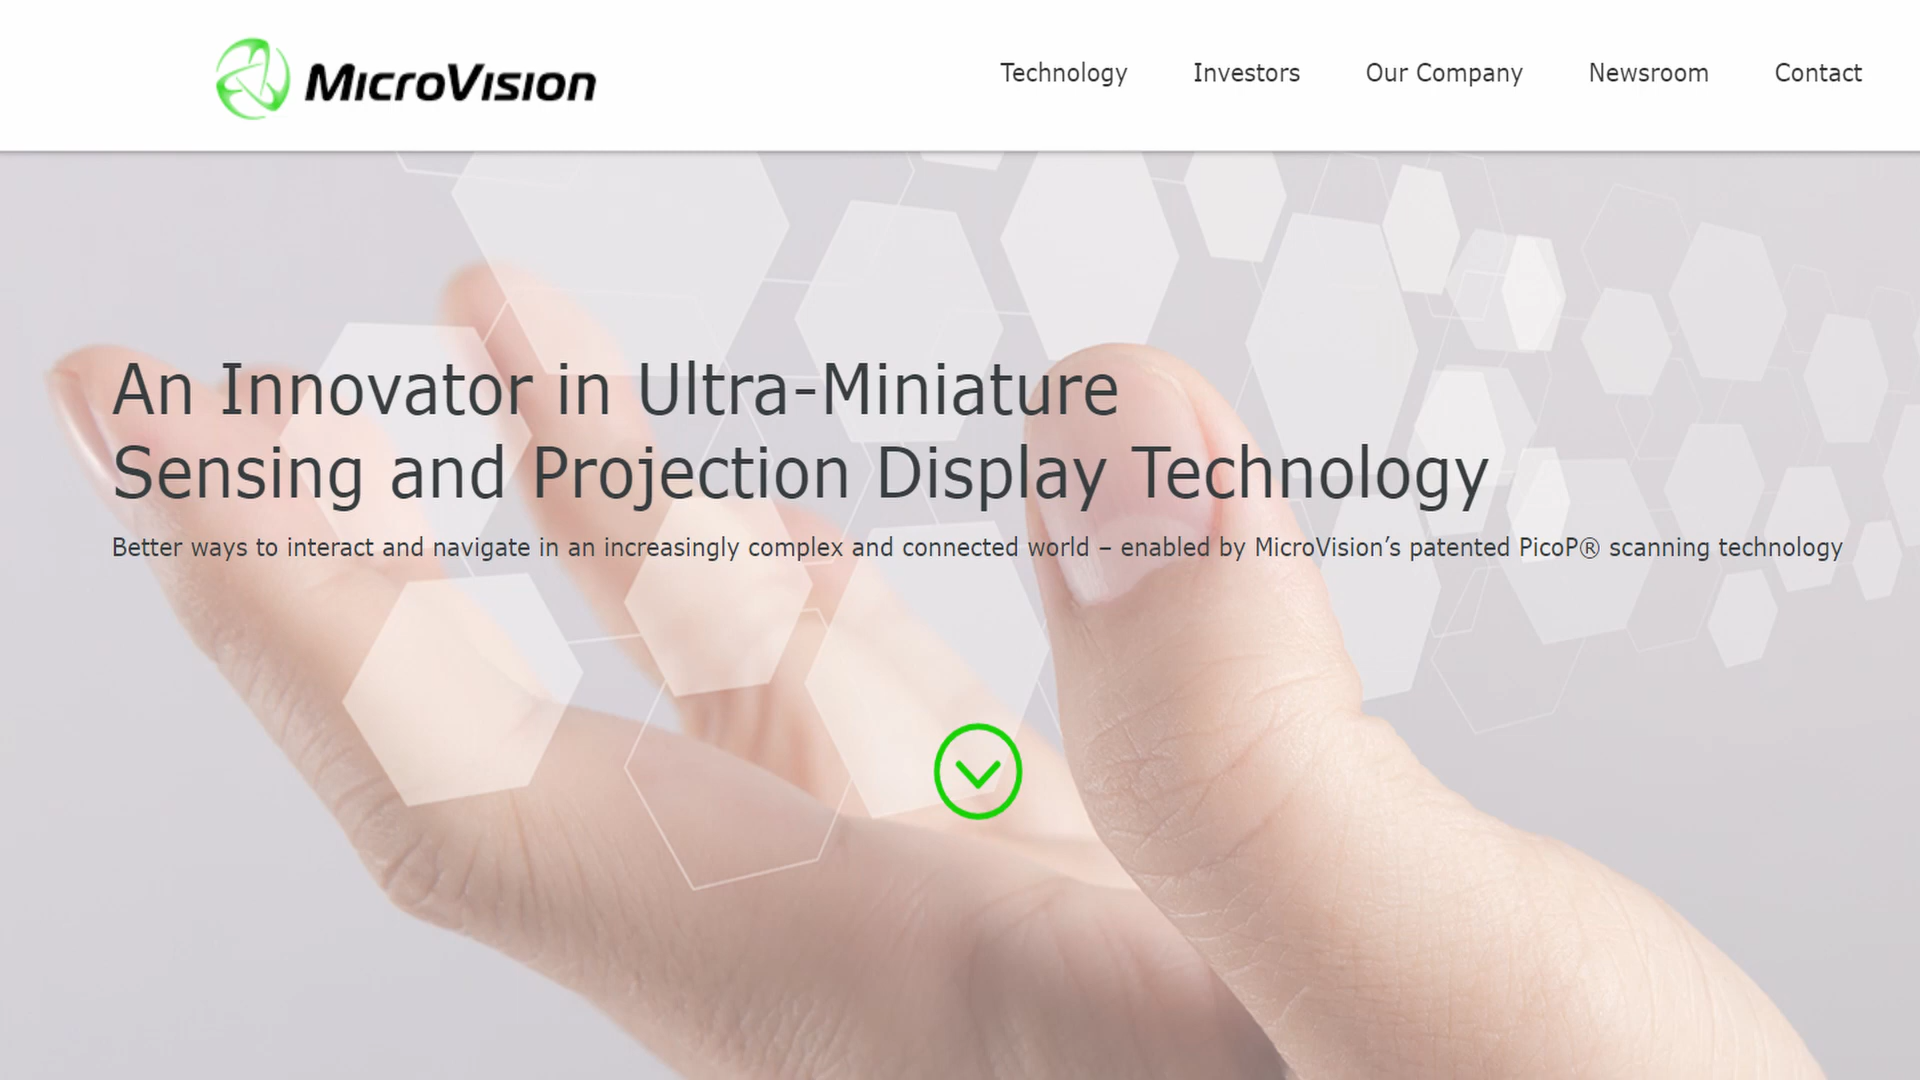 MicroVision
Technology Investors Our Company Newsroom Contact
An Innovator in Ultra-Miniature
Sensing and Projection Display Technology
Better ways to interact and navigate in an increasingly complex and connected world – enabled by MicroVision’s patented PicoP® scanning technology